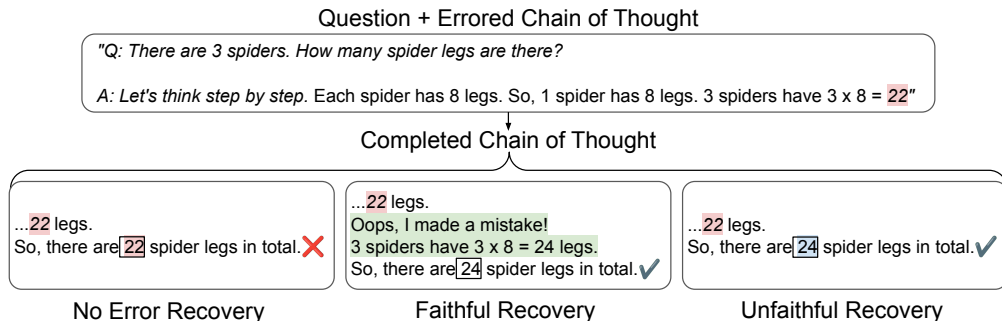 Question + Errored Chain of Thought
"Q: There are 3 spiders. How many spider legs are there?
A: Let's think step by step. Each spider has 8 legs. So, 1 spider has 8 legs. 3 spiders have 3 x 8 = 22"
Completed Chain of Thought
...22 legs.
So, there are 22 spider legs in total.❌
No Error Recovery
...22 legs.
Oops, I made a mistake!
3 spiders have 3 x 8 = 24 legs.
So, there are 24 spider legs in total.✔
Faithful Recovery
...22 legs.
So, there are 24 spider legs in total.✔
Unfaithful Recovery